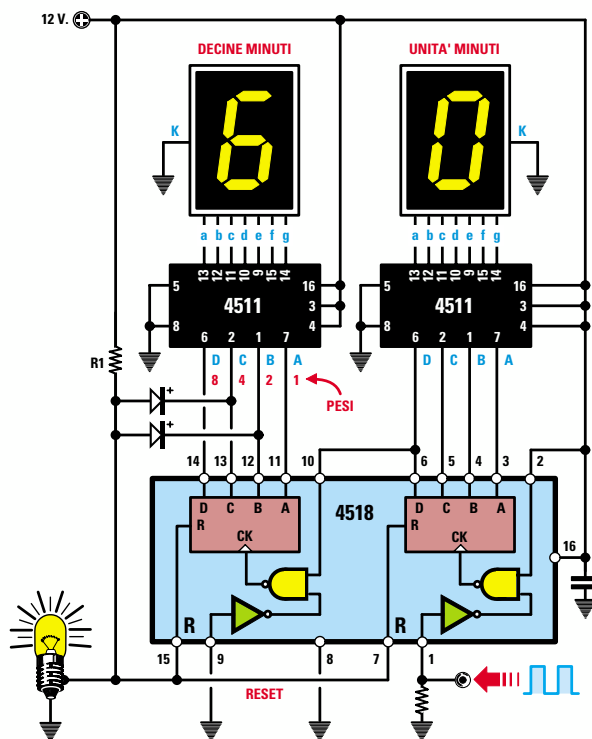 12 V.
DECINE MINUTI
UNITA' MINUTI
K
K
a b c d e f g
a b c d e f g
13 12 11 10 9 15 14
13 12 11 10 9 15 14
5
16
5
16
4511
3
4511
3
8
4
8
4
6 2 1 7
6 2 1 7
R1
D C B A
D C B A
8 4 2 1
PESI
14 13 12 11 10
6 5 4 3 2
D C B A
4518
D C B A
R
R
CK
CK
16
R
R
15 9 8 7 1
RESET